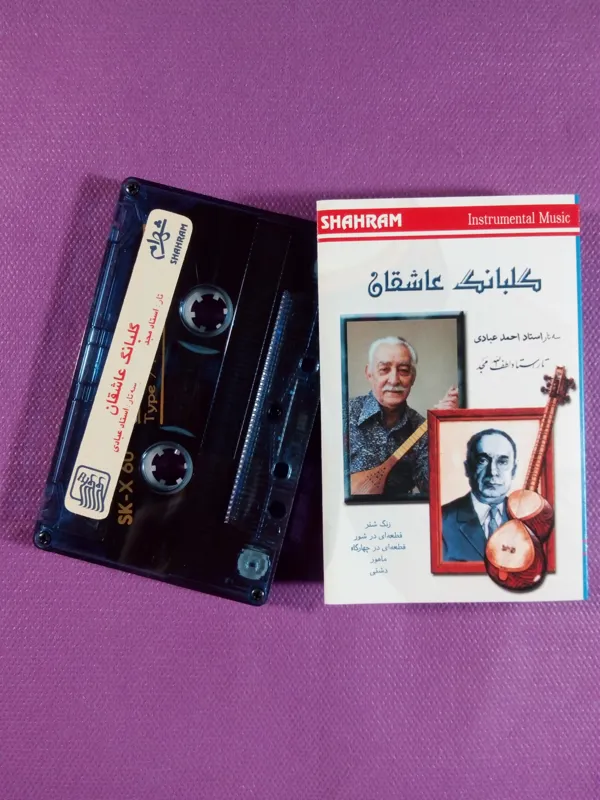 SHAHRAM
Instrumental Music
گلبانگ عاشقان
سه تار استاد احمد عبادی
تار استاد لطف الله مجد
رنگ شلر
قطعه‌ای در شور
قطعه‌ای در چهارگاه
ماهور
دشتی
شهرام
SHAHRAM
تار استاد مجد
گلبانگ عاشقان
سه تار استاد عبادی
Type
SK-X 60